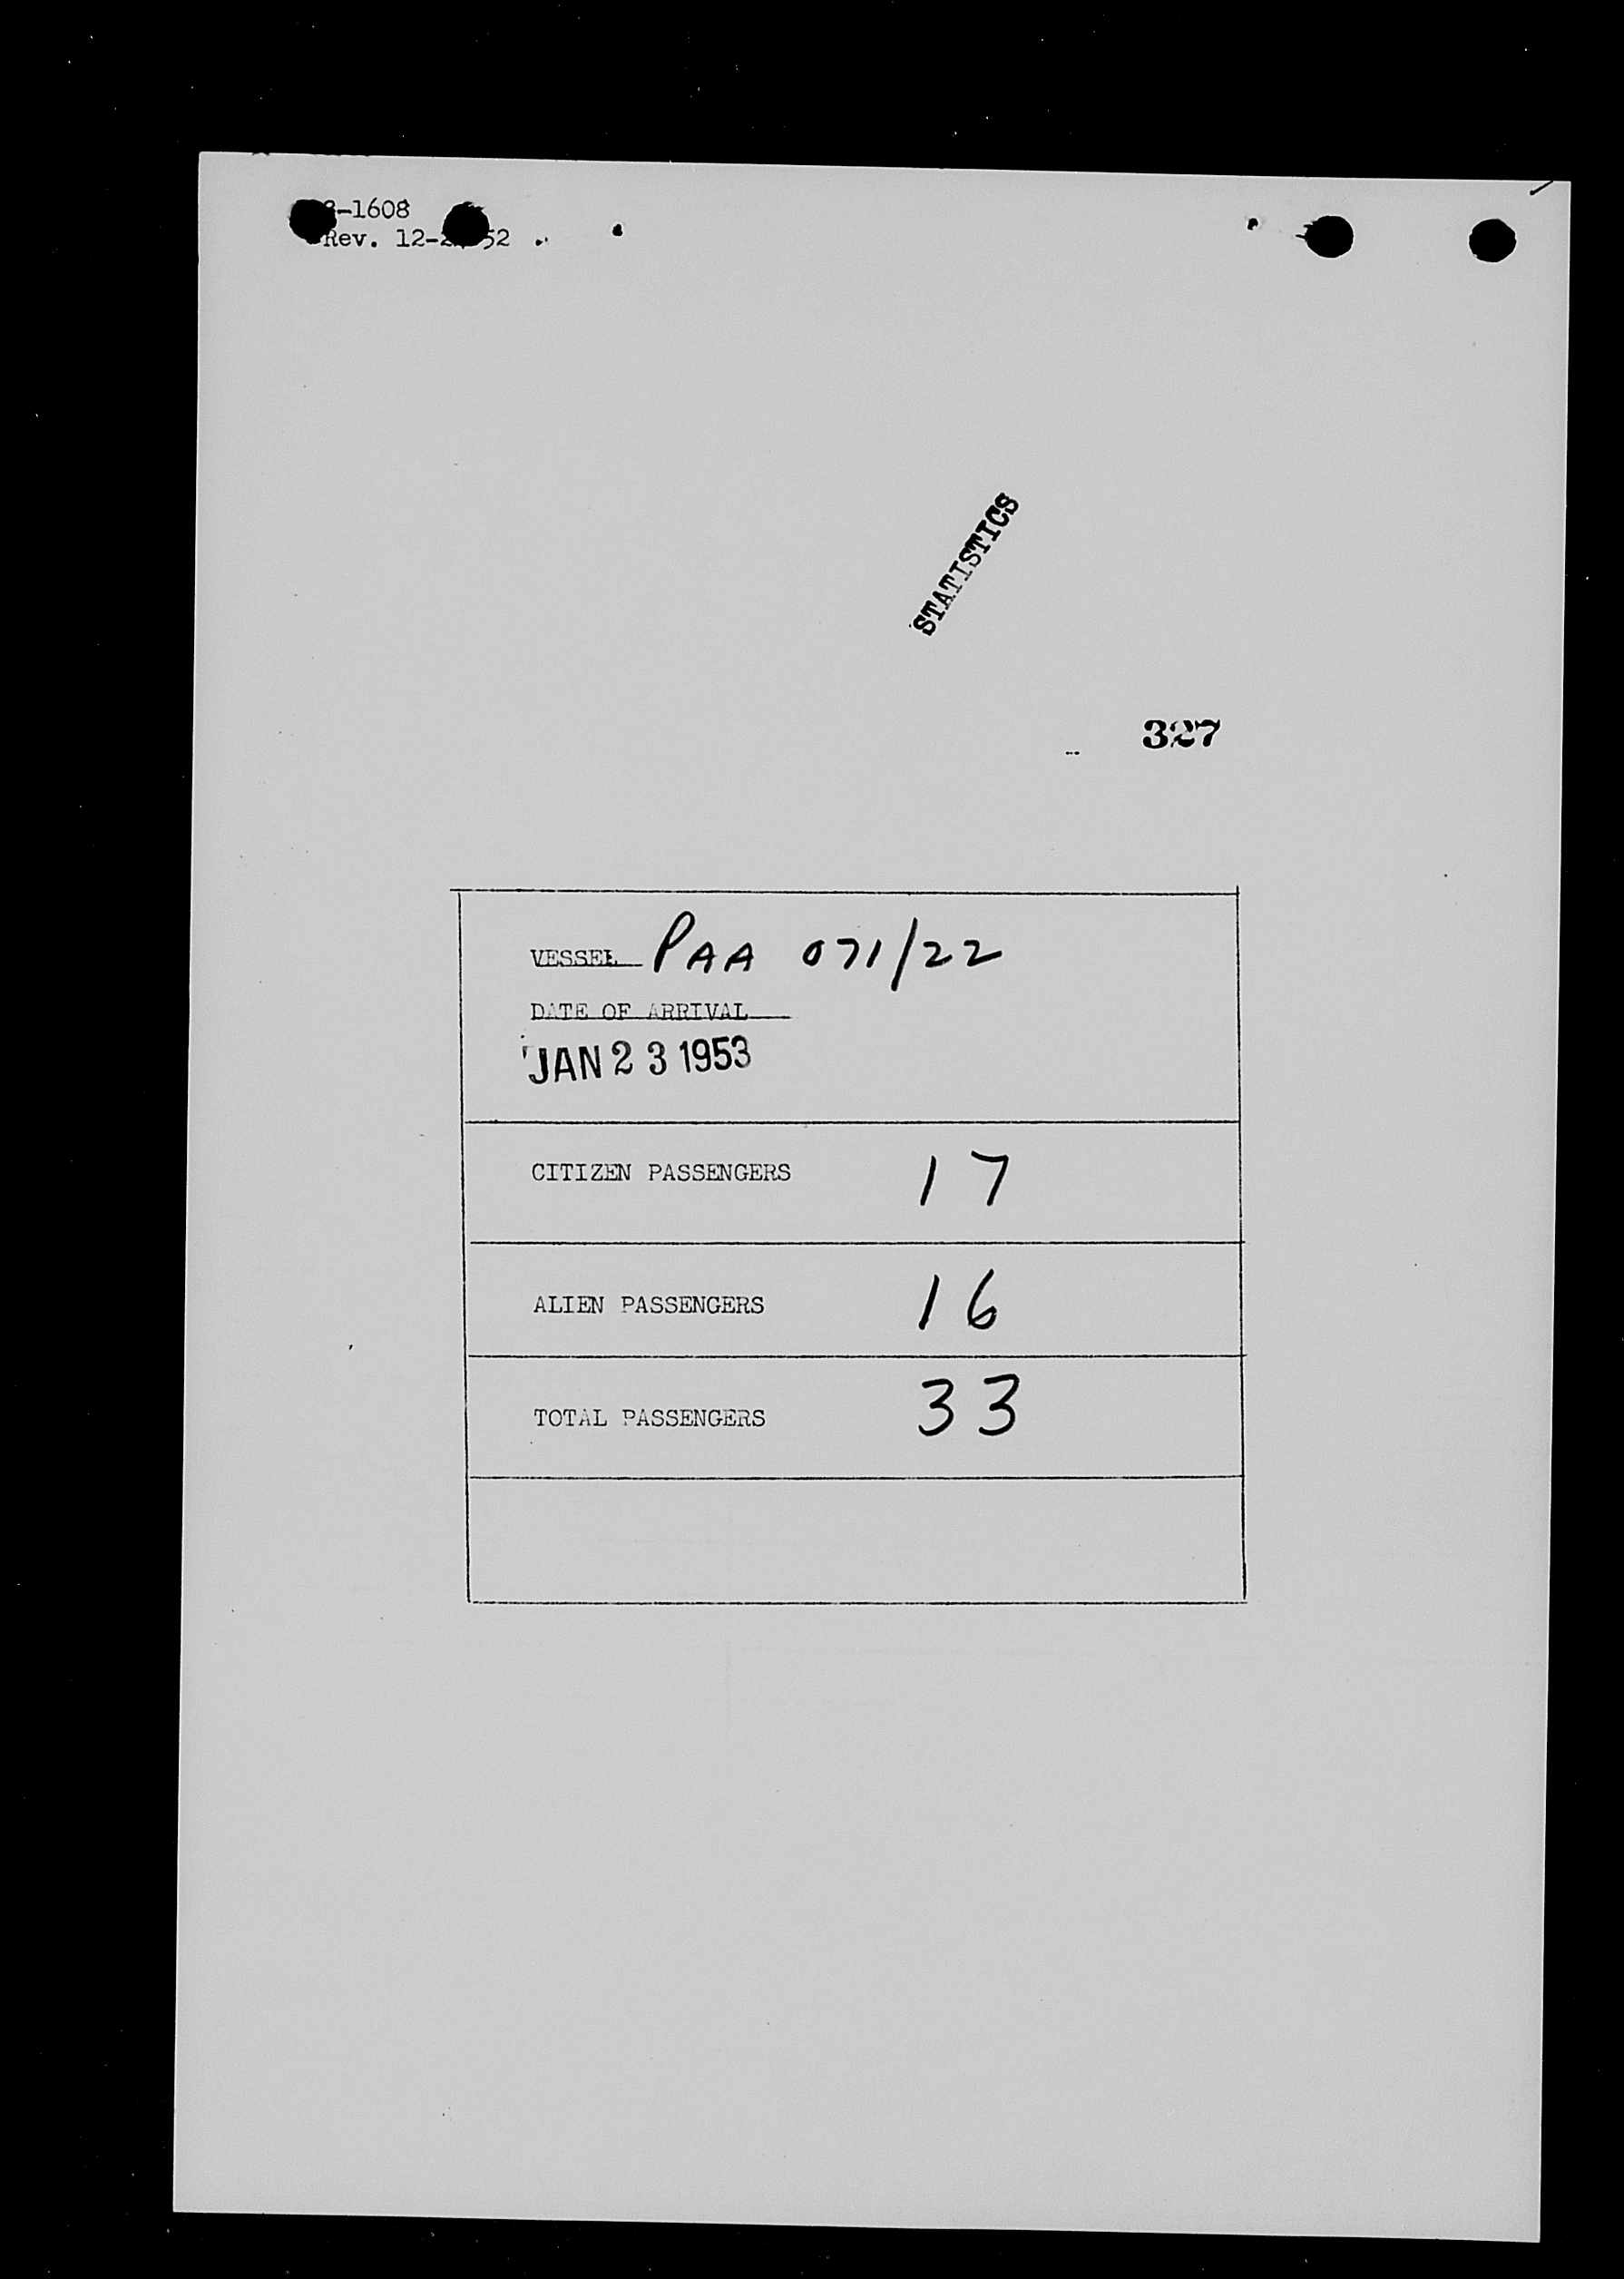 -1608
Rev. 12- 52
STATISTICS
327
VESSEL PAA 071/22
DATE OF ARRIVAL
JAN 23 1953
CITIZEN PASSENGERS 17
ALIEN PASSENGERS 16
TOTAL PASSENGERS 33